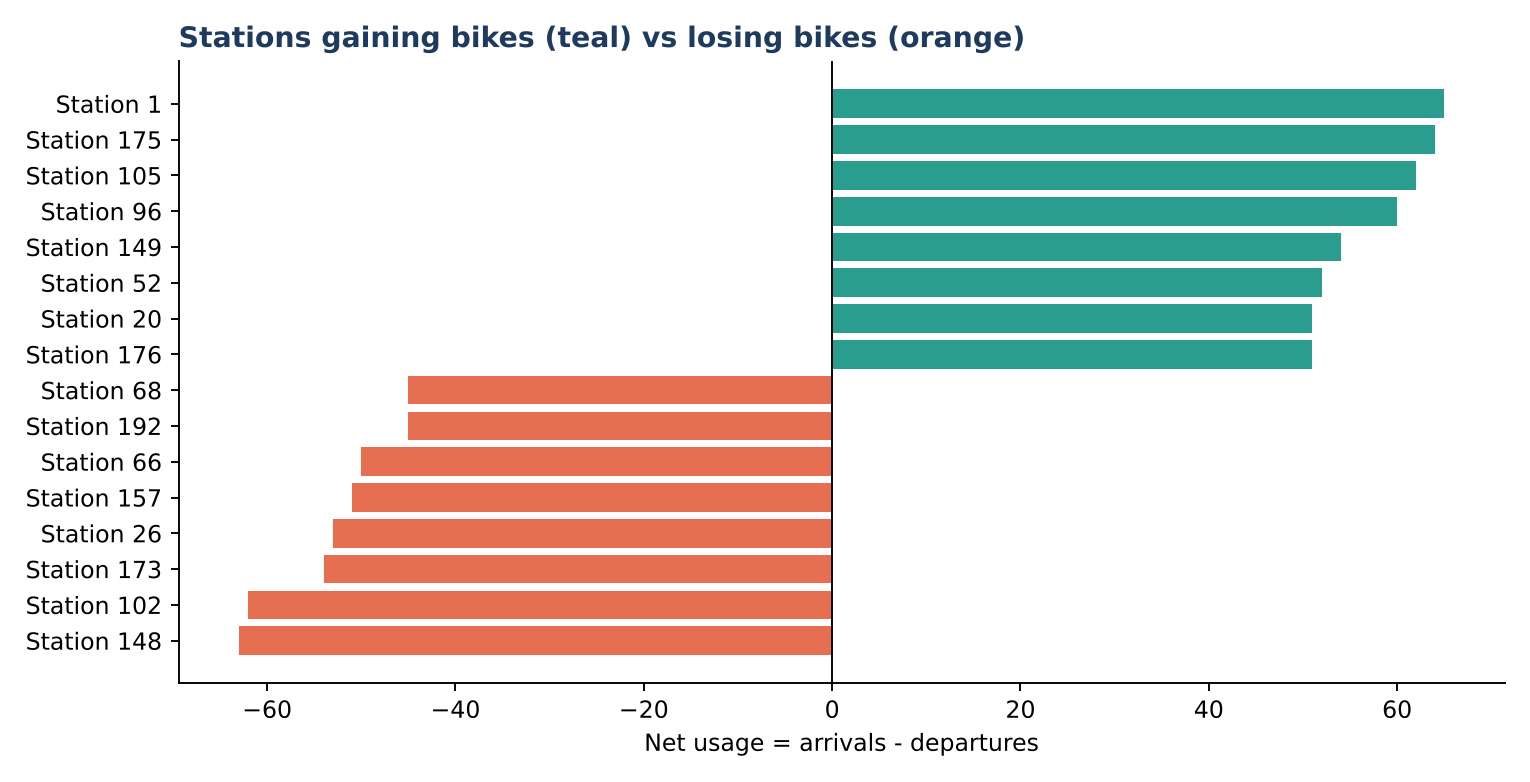 Stations gaining bikes (teal) vs losing bikes (orange)
Station 1
Station 175
Station 105
Station 96
Station 149
Station 52
Station 20
Station 176
Station 68
Station 192
Station 66
Station 157
Station 26
Station 173
Station 102
Station 148
−60 −40 −20 0 20 40 60
Net usage = arrivals - departures